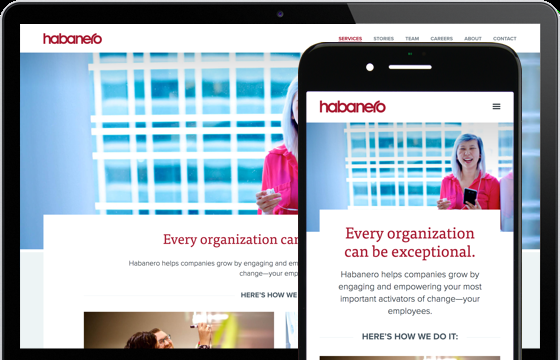 habanero
SERVICES STORIES TEAM CAREERS ABOUT CONTACT
Every organization can
Habanero helps companies grow by engaging and em
change—your emp
HERE'S HOW WE
habanero
Every organization
can be exceptional.
Habanero helps companies grow by
engaging and empowering your most
important activators of change—your
employees.
HERE'S HOW WE DO IT: